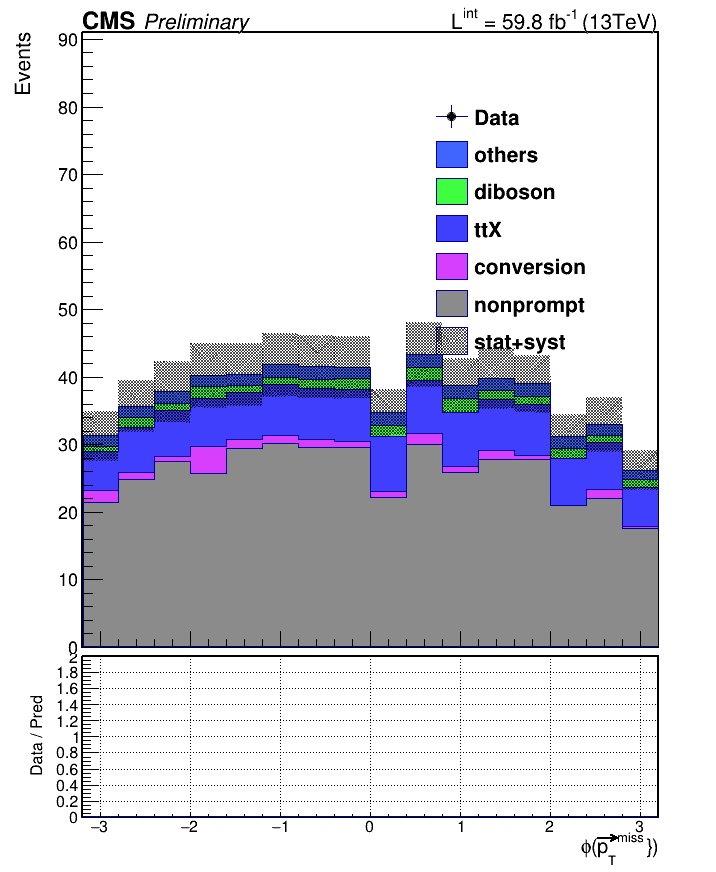 CMS Preliminary L^int = 59.8 fb^-1 (13TeV)
Events
90
80
70
60
50
40
30
20
10
0
Data
others
diboson
ttX
conversion
nonprompt
stat+syst
Data / Pred
2
1.8
1.6
1.4
1.2
1
0.8
0.6
0.4
0.2
0
−3 −2 −1 0 1 2 3
ϕ(p_T^miss })